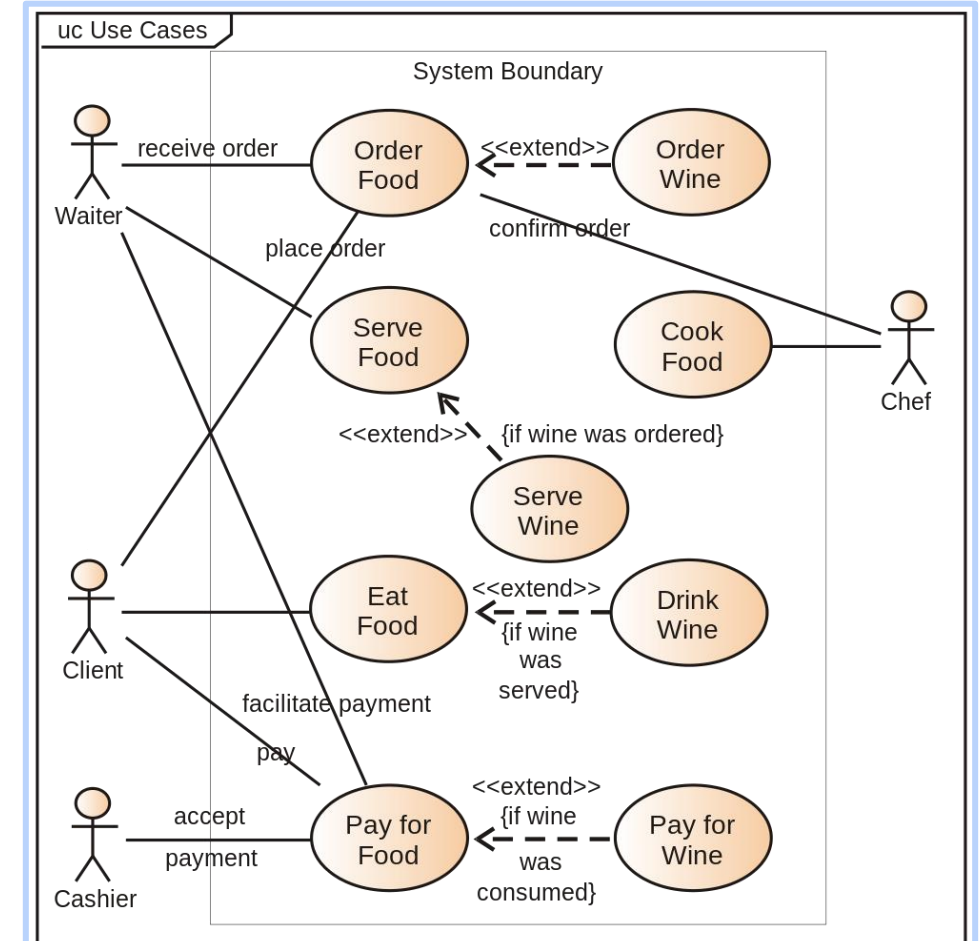 uc Use Cases
System Boundary
receive order
Order
Food
<<extend>>
Order
Wine
Waiter
place order
confirm order
Serve
Food
Cook
Food
Chef
<<extend>>
{if wine was ordered}
Serve
Wine
Client
Eat
Food
<<extend>>
{if wine
was
served}
Drink
Wine
facilitate payment
pay
accept
payment
Cashier
Pay for
Food
<<extend>>
{if wine
was
consumed}
Pay for
Wine